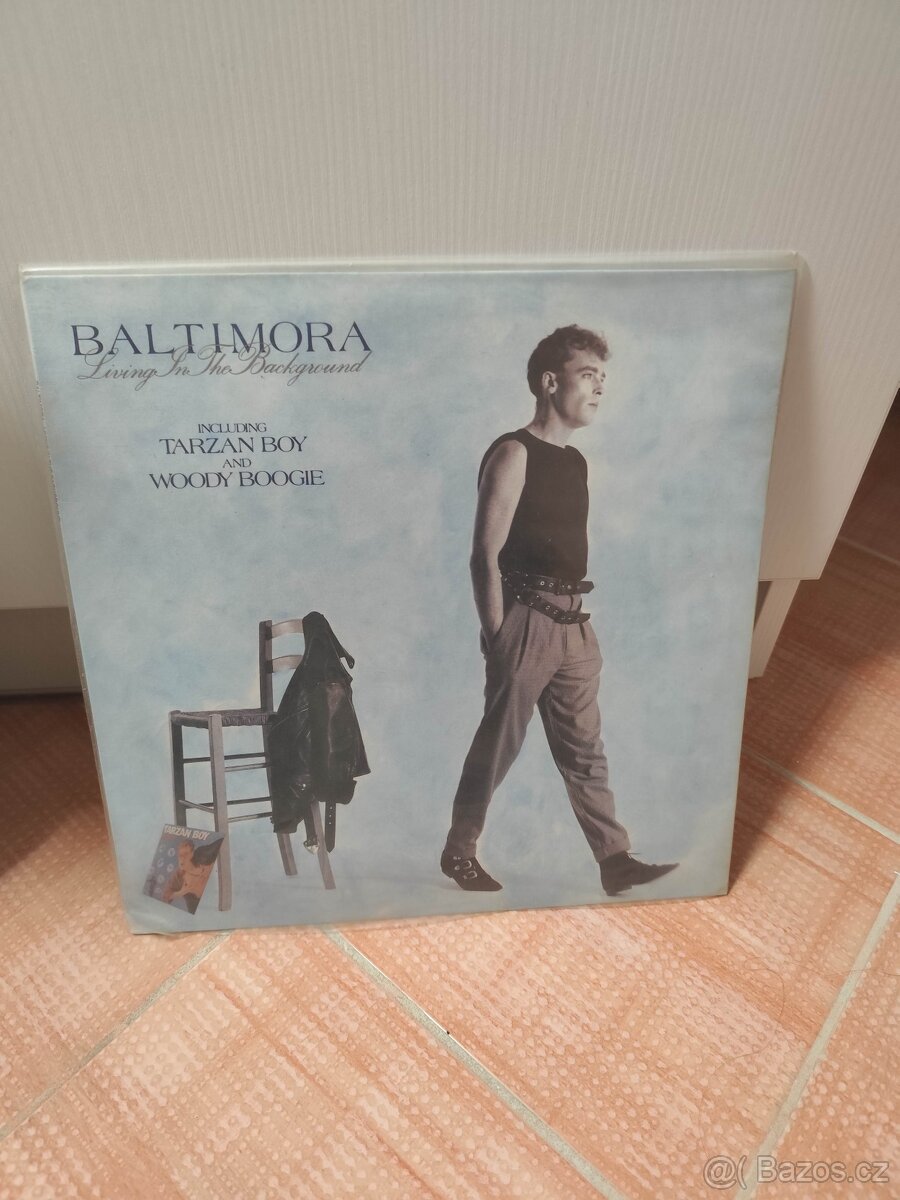 BALTIMORA
Living In The Background
INCLUDING
TARZAN BOY
AND
WOODY BOOGIE
TARZAN BOY
@( Bazos.cz